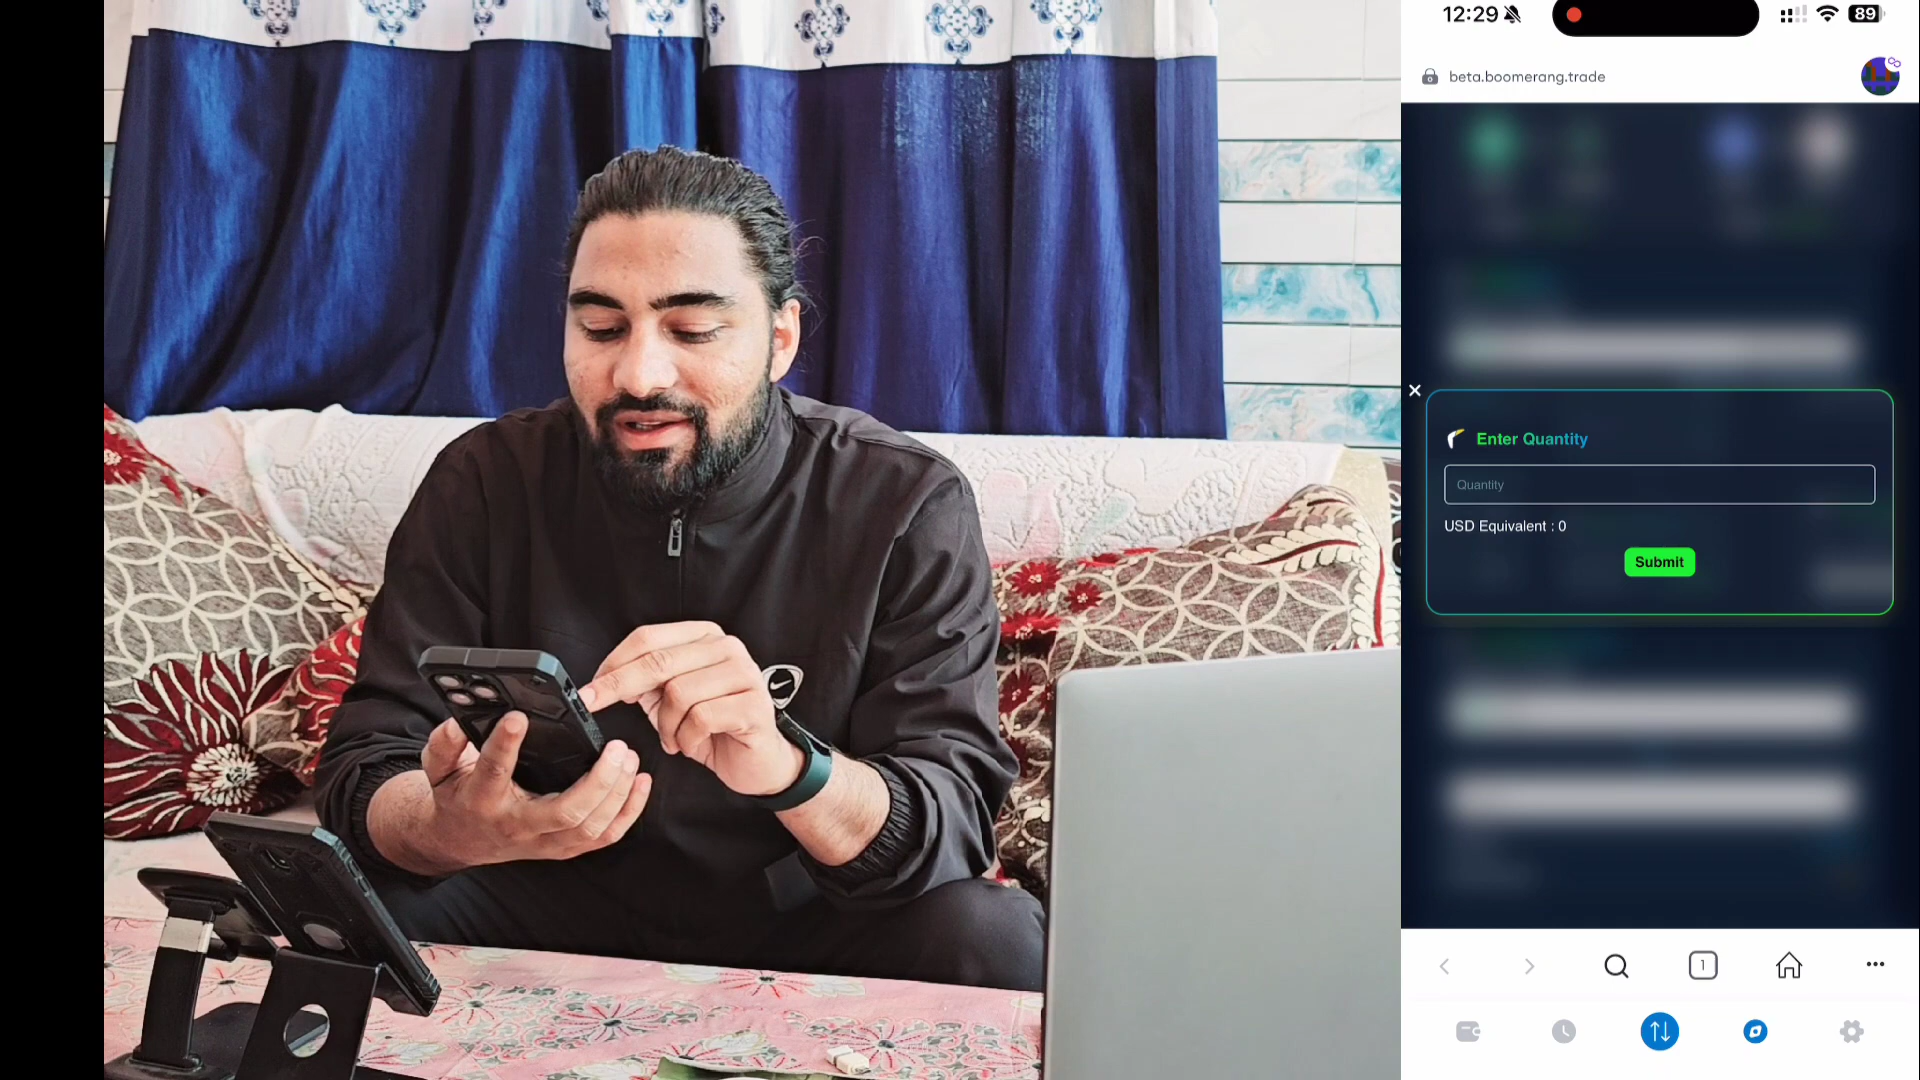 12:29
89
beta.boomerang.trade
Enter Quantity
Quantity
USD Equivalent : 0
Submit
1